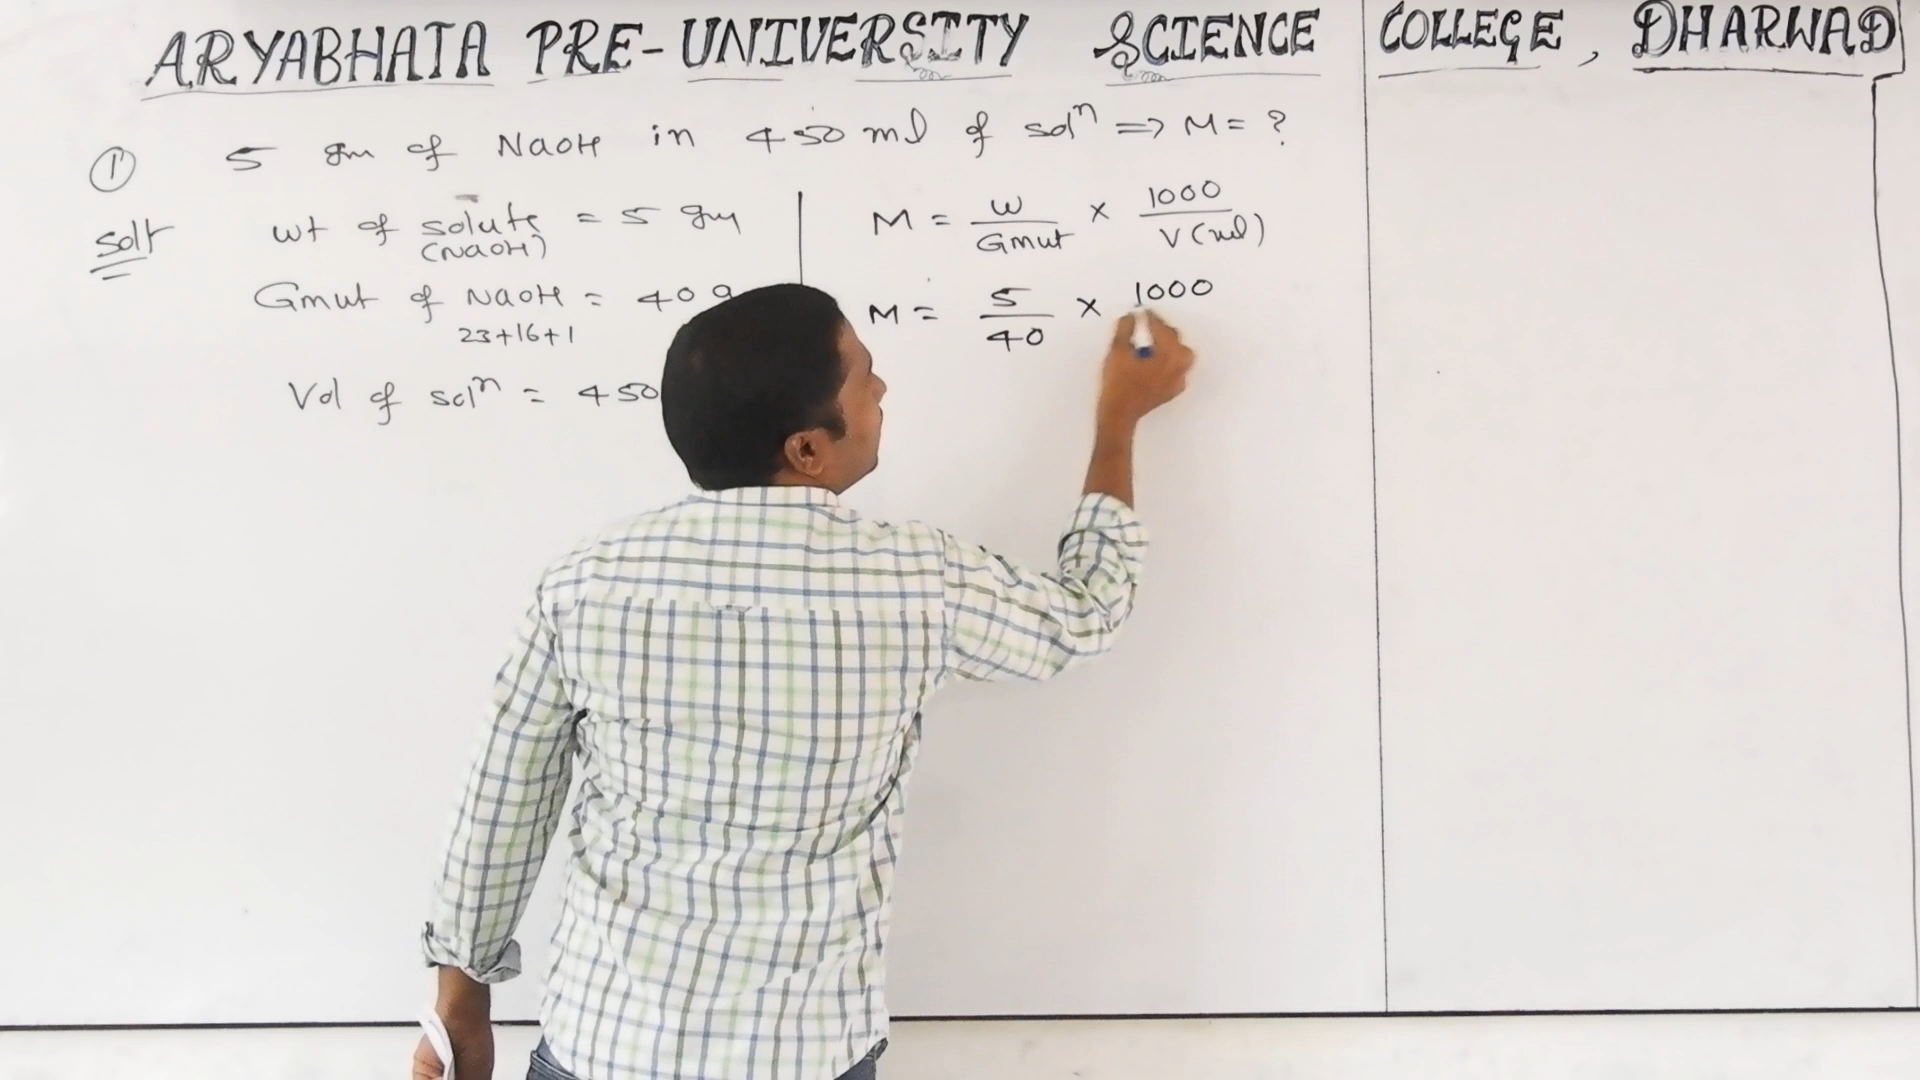 ARYABHATA PRE-UNIVERSITY SCIENCE COLLEGE, DHARWAD
① 5 gm of NaOH in 450 ml of solⁿ => M = ?
Solt
wt of solute = 5 gm
(NaOH)
Gmwt of NaOH = 40 g
23+16+1
Vol of solⁿ = 450
M = w/Gmwt × 1000/V(ml)
M = 5/40 × 1000